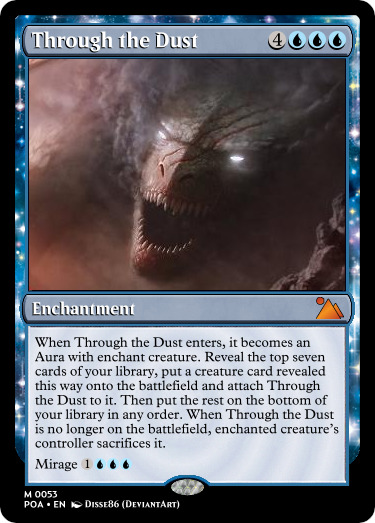 Through the Dust 4
Enchantment
When Through the Dust enters, it becomes an
Aura with enchant creature. Reveal the top seven
cards of your library, put a creature card revealed
this way onto the battlefield and attach Through
the Dust to it. Then put the rest on the bottom of
your library in any order. When Through the Dust
is no longer on the battlefield, enchanted creature's
controller sacrifices it.
Mirage 1
M 0053
POA • EN Disse86 (DeviantArt)